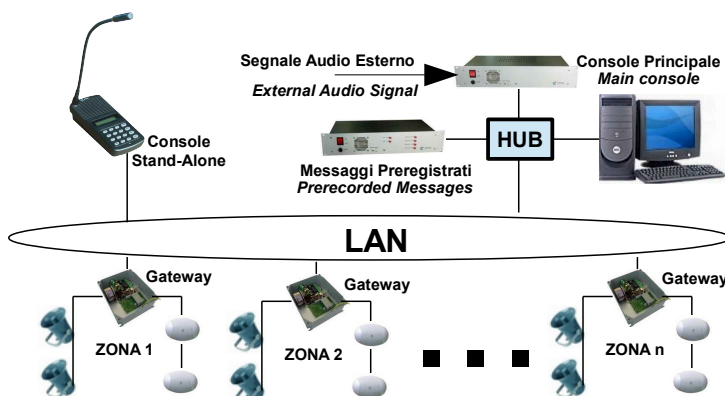 Segnale Audio Esterno
External Audio Signal
Console Principale
Main console
HUB
Console
Stand-Alone
Messaggi Preregistrati
Prerecorded Messages
LAN
Gateway
Gateway
Gateway
ZONA 1
ZONA 2
ZONA n